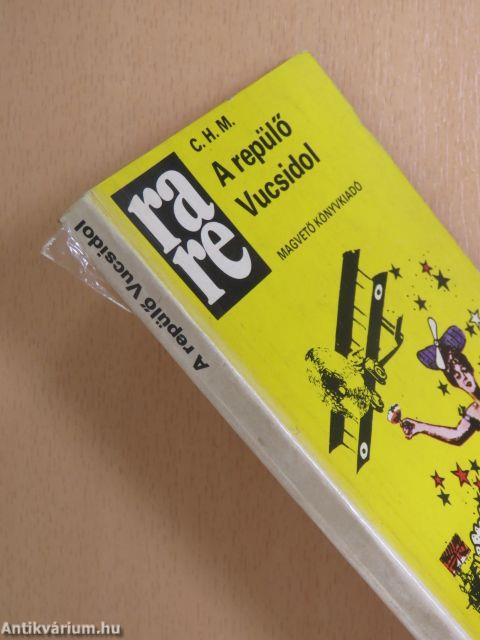 C. H. M.
A repülő
Vucsidol
MAGVETŐ KÖNYVKIADÓ
ra
re
A repülő Vucsidol
Antikvárium.hu